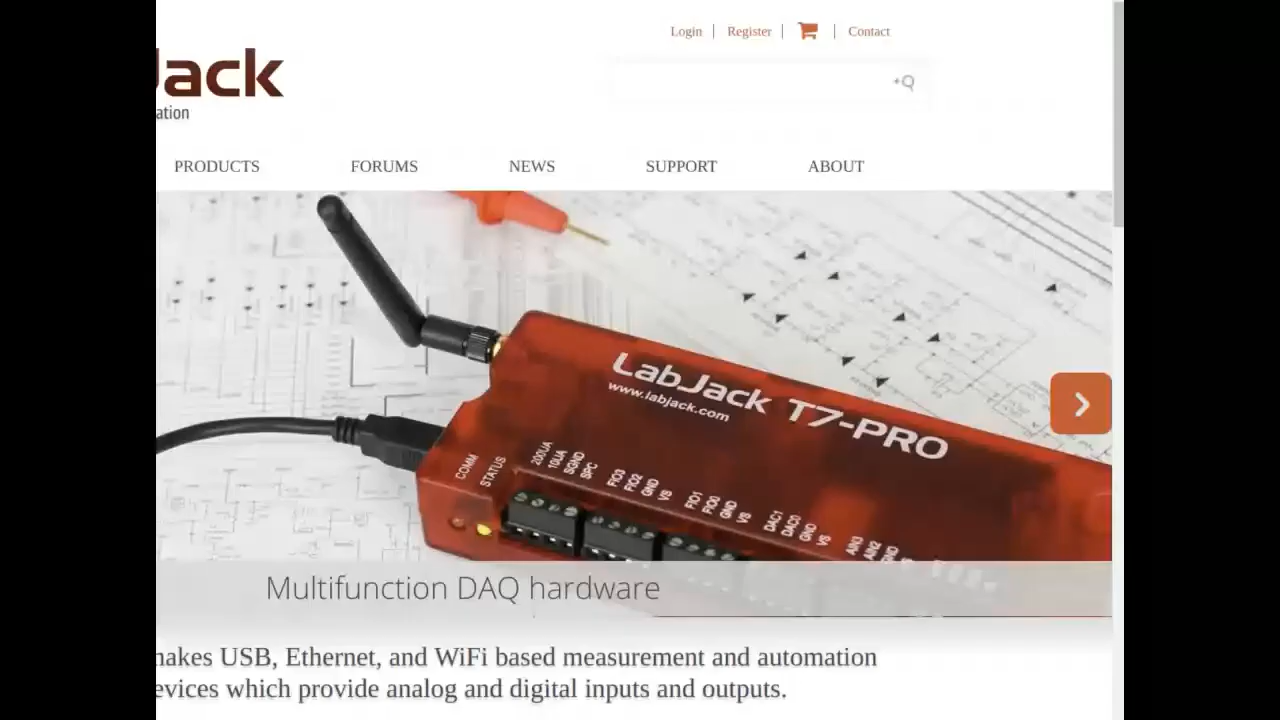 Login | Register | | Contact
Jack
ation
PRODUCTS FORUMS NEWS SUPPORT ABOUT
LabJack T7-PRO
www.labjack.com
COMM STATUS 200UA 10UA SGND SPC FIO3 FIO2 GND VS FIO1 FIO0 GND VS DAC1 DAC0 GND VS AIN3 AIN2 GND
Multifunction DAQ hardware
makes USB, Ethernet, and WiFi based measurement and automation
evices which provide analog and digital inputs and outputs.